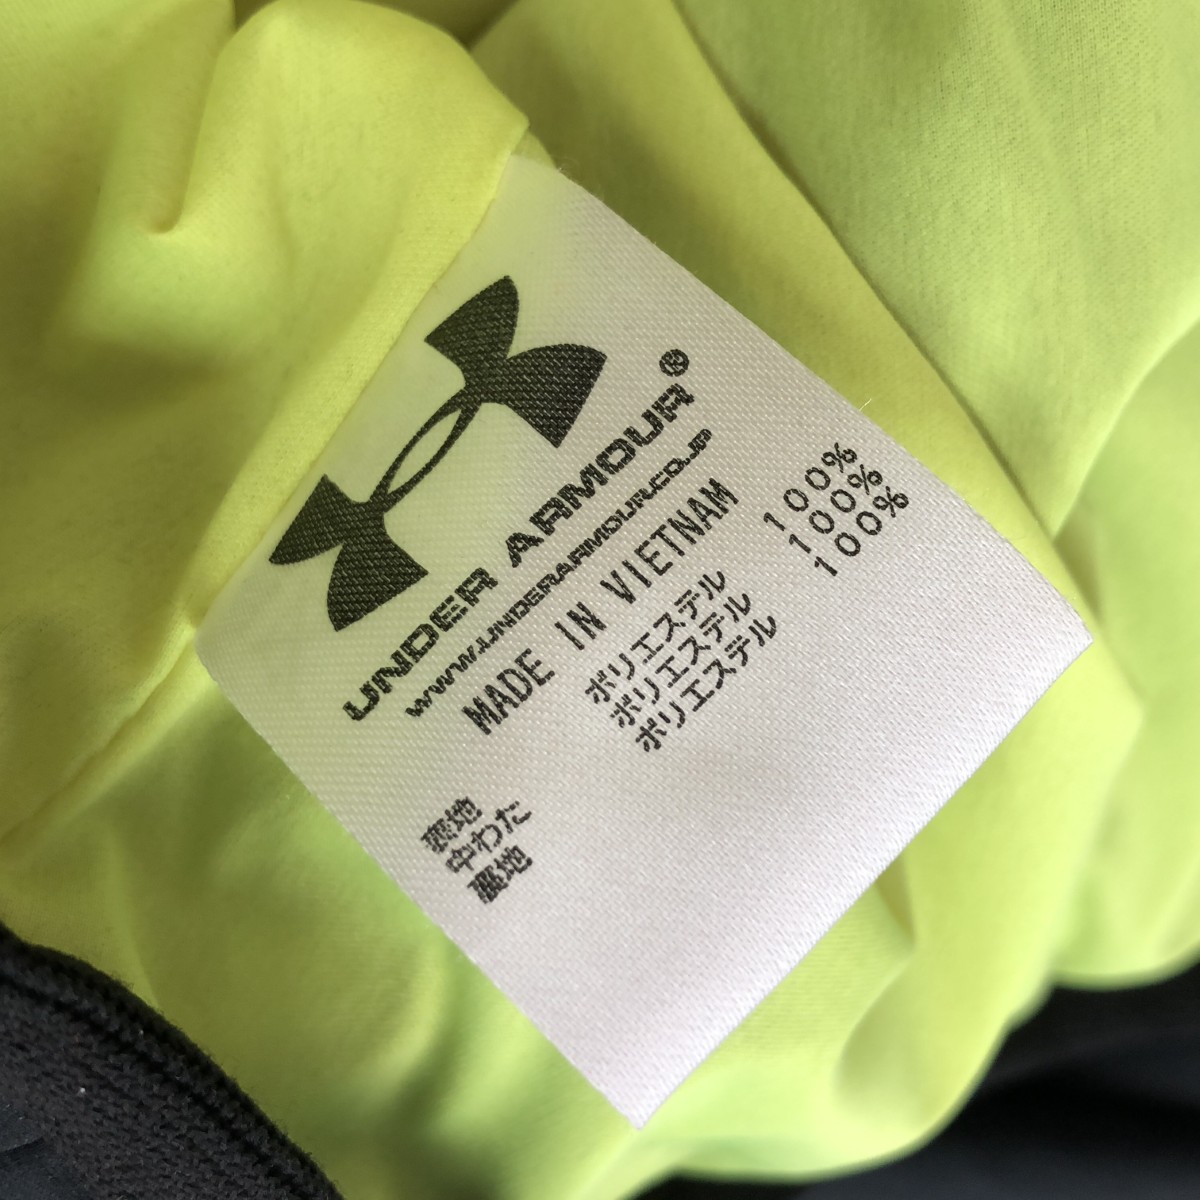 UNDER ARMOUR®
WWW.UNDERARMOUR.CO.JP
MADE IN VIETNAM
表地 ポリエステル 100%
中わた ポリエステル 100%
裏地 ポリエステル 100%